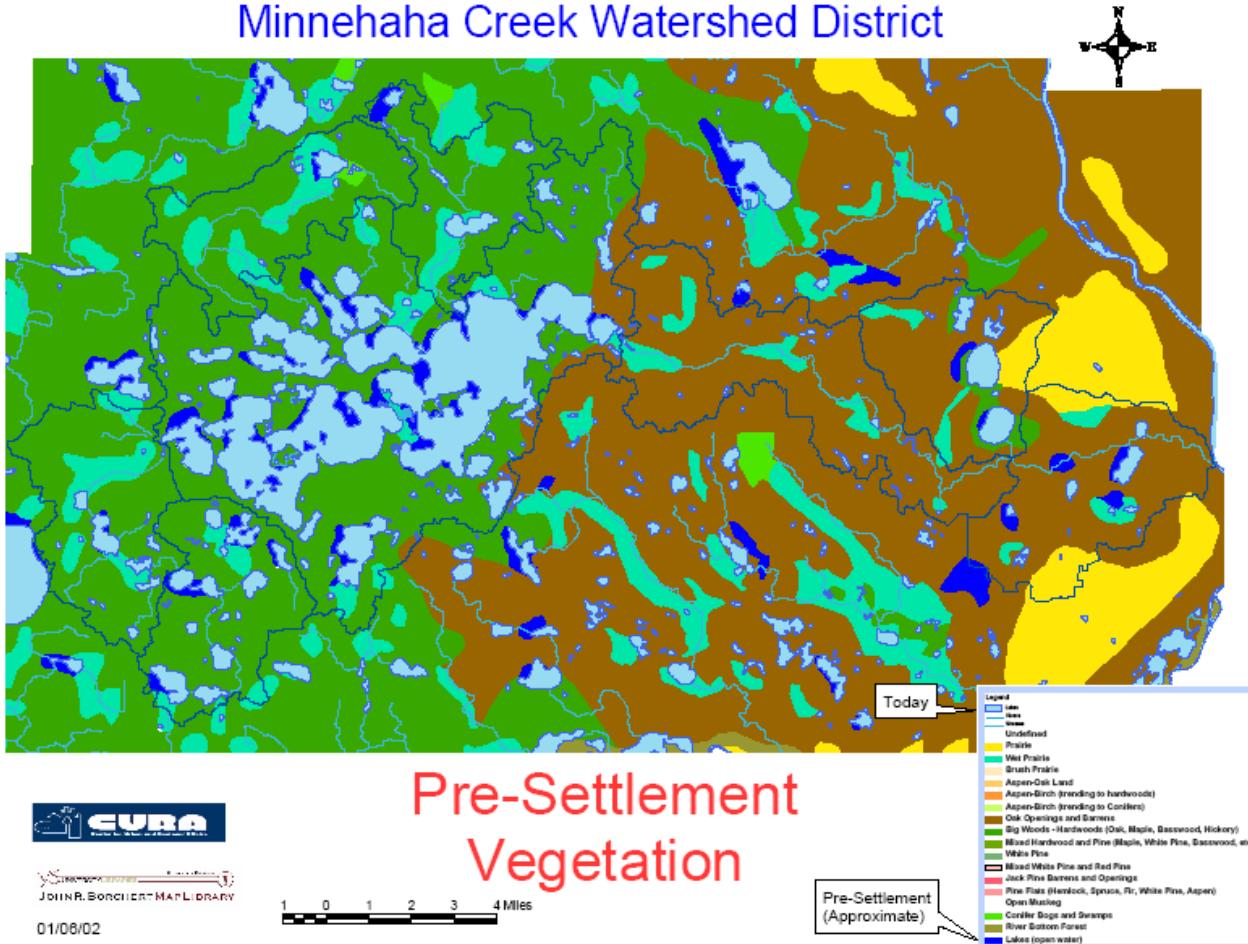 Minnehaha Creek Watershed District
N
W E
S
Today
Legend
Lakes
Undefined
Prairie
Wet Prairie
Brush Prairie
Aspen-Oak Land
Aspen-Birch (trending to hardwoods)
Aspen-Birch (trending to Conifers)
Oak Openings and Barrens
Big Woods - Hardwoods (Oak, Maple, Basswood, Hickory)
Mixed Hardwood and Pine (Maple, White Pine, Basswood, et
White Pine
Mixed White Pine and Red Pine
Jack Pine Barrens and Openings
Pine Flats (Hemlock, Spruce, Fir, White Pine, Aspen)
Open Muskeg
Conifer Bogs and Swamps
River Bottom Forest
Lakes (open water)
Pre-Settlement
Vegetation
CURA
JOHN R. BORCHERT MAP LIBRARY
01/06/02
1 0 1 2 3 4 Miles
Pre-Settlement
(Approximate)